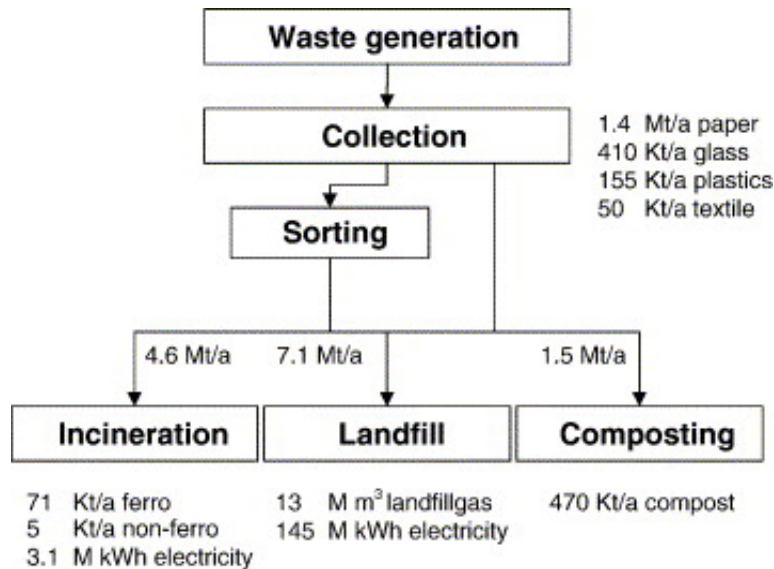 Waste generation
Collection
1.4 Mt/a paper
410 Kt/a glass
155 Kt/a plastics
50 Kt/a textile
Sorting
4.6 Mt/a
7.1 Mt/a
1.5 Mt/a
Incineration
Landfill
Composting
71 Kt/a ferro
5 Kt/a non-ferro
3.1 M kWh electricity
13 M m³ landfillgas
145 M kWh electricity
470 Kt/a compost